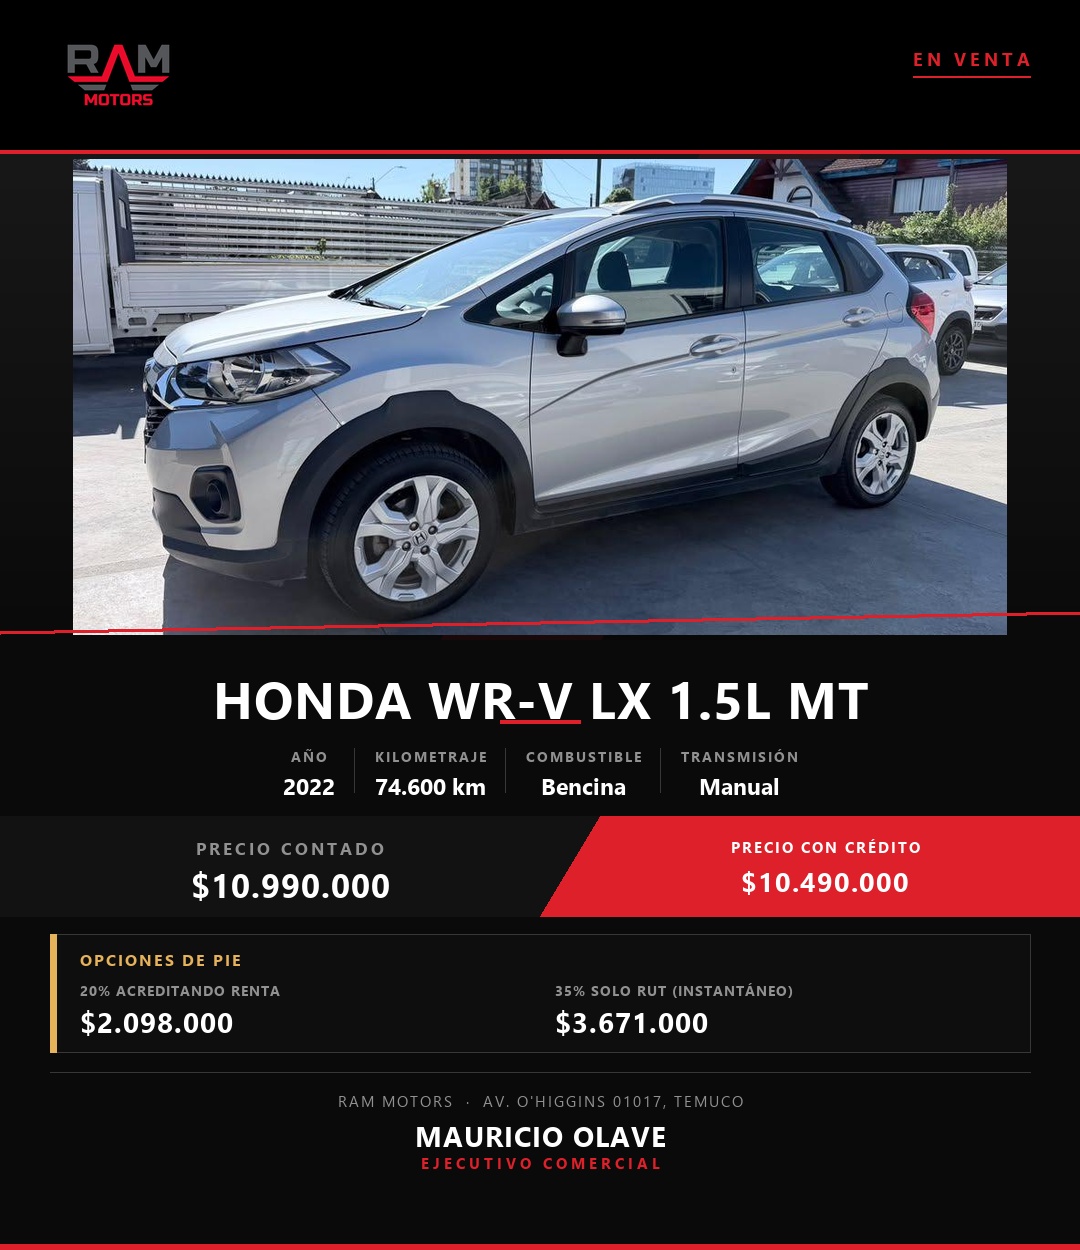 RAM
MOTORS
EN VENTA
HONDA WR-V LX 1.5L MT
AÑO KILOMETRAJE COMBUSTIBLE TRANSMISIÓN
2022 74.600 km Bencina Manual
PRECIO CONTADO
$10.990.000
PRECIO CON CRÉDITO
$10.490.000
OPCIONES DE PIE
20% ACREDITANDO RENTA
$2.098.000
35% SOLO RUT (INSTANTÁNEO)
$3.671.000
RAM MOTORS · AV. O'HIGGINS 01017, TEMUCO
MAURICIO OLAVE
EJECUTIVO COMERCIAL